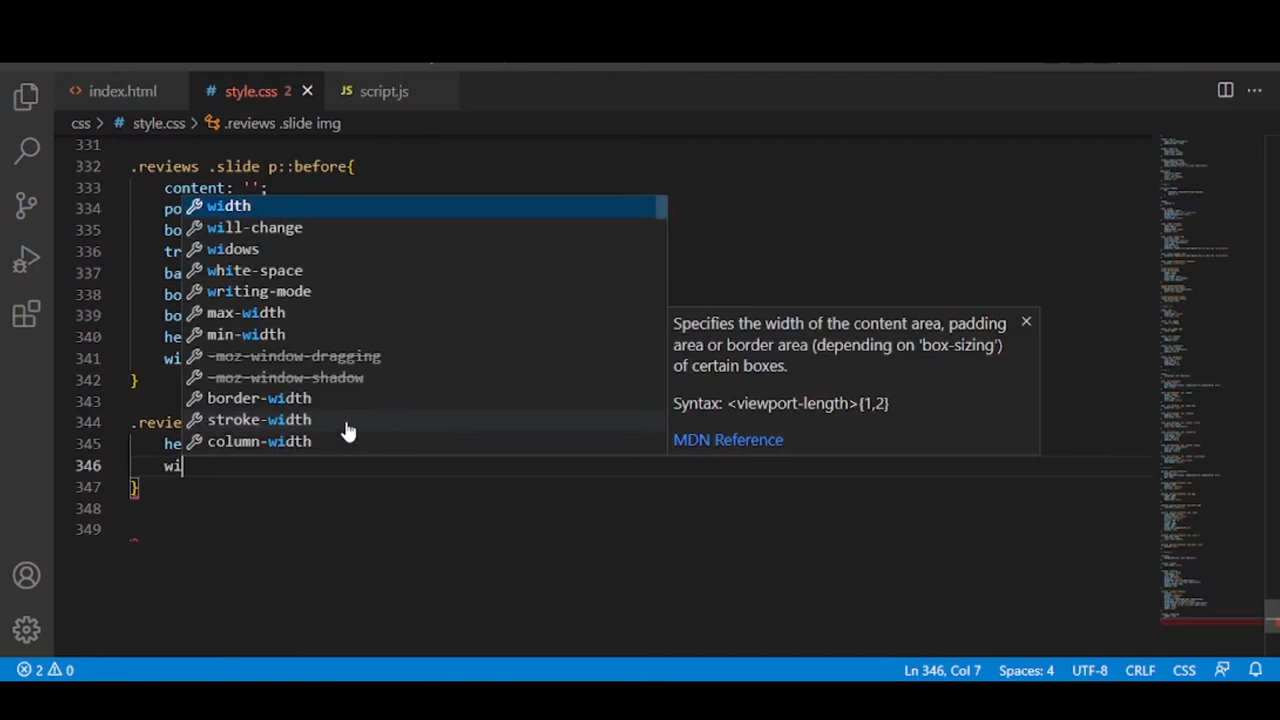 index.html
style.css 2
JS script.js
css > # style.css > .reviews .slide img
331
332 .reviews .slide p::before{
333 content: '';
334 po
335 bo
336 tr
337 ba
338 bo
339 bo
340 he
341 wi
342 }
343
344 .revie
345 he
346 wi
347 }
348
349
width
will-change
widows
white-space
writing-mode
max-width
min-width
-moz-window-dragging
-moz-window-shadow
border-width
stroke-width
column-width
Specifies the width of the content area, padding
area or border area (depending on 'box-sizing')
of certain boxes.
Syntax: <viewport-length>{1,2}
MDN Reference
2 0
Ln 346, Col 7 Spaces: 4 UTF-8 CRLF CSS